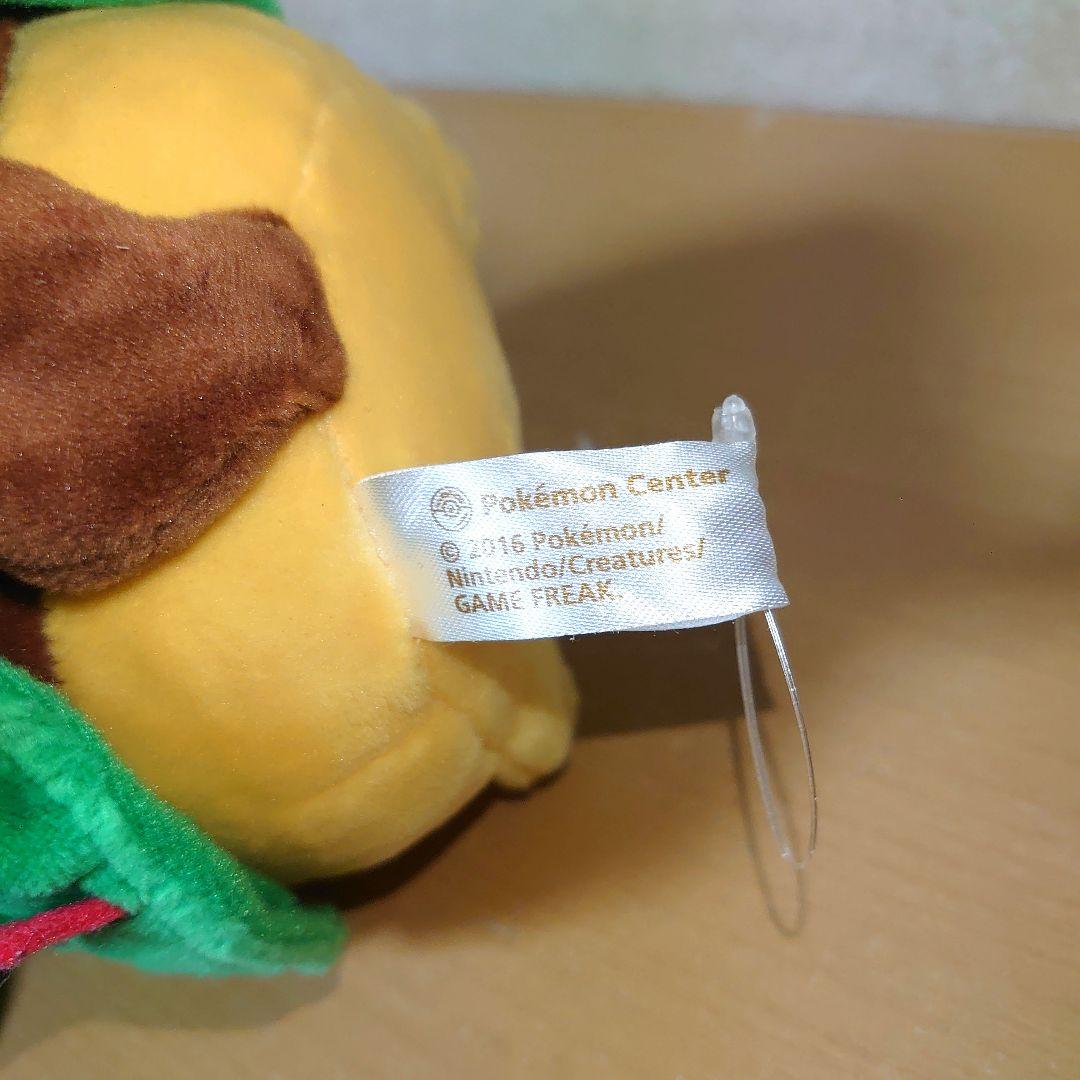 Pokémon Center
© 2016 Pokémon/
Nintendo/Creatures/
GAME FREAK.